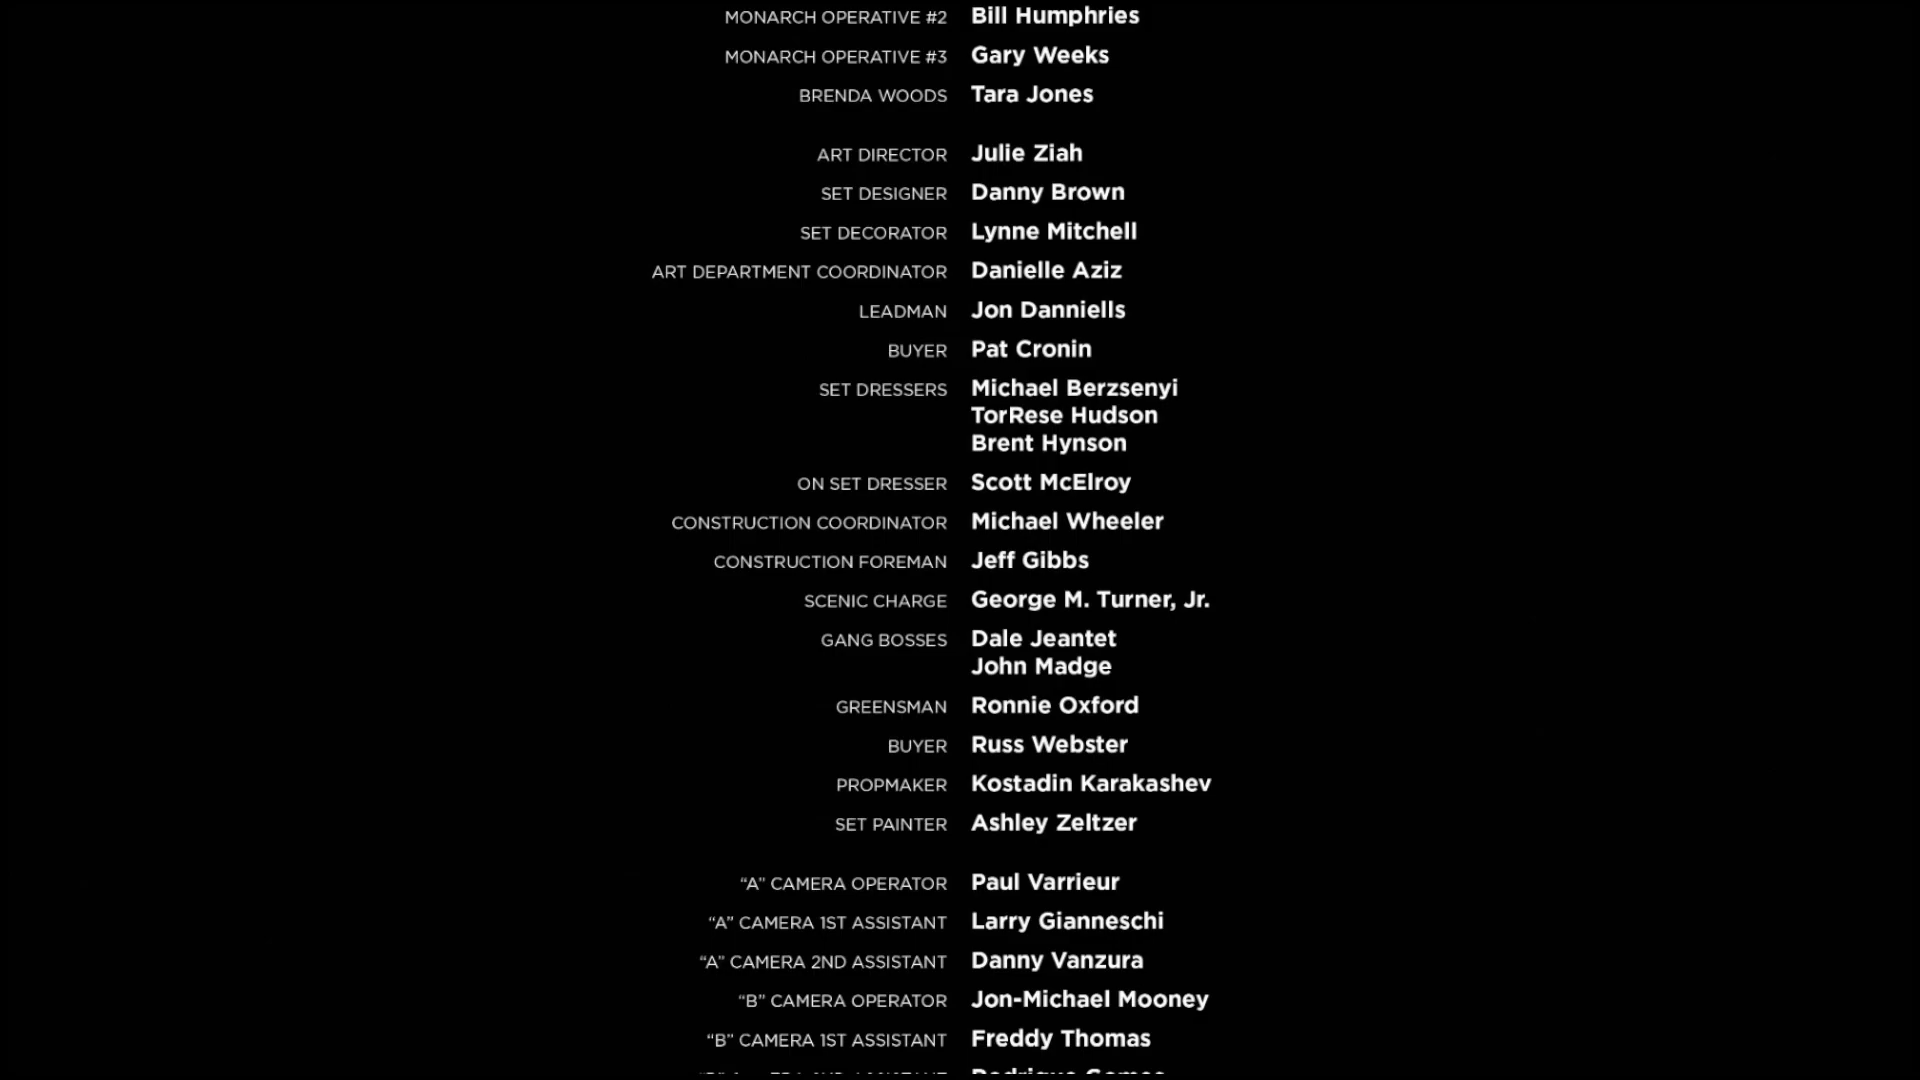 MONARCH OPERATIVE #2 Bill Humphries
MONARCH OPERATIVE #3 Gary Weeks
BRENDA WOODS Tara Jones
ART DIRECTOR Julie Ziah
SET DESIGNER Danny Brown
SET DECORATOR Lynne Mitchell
ART DEPARTMENT COORDINATOR Danielle Aziz
LEADMAN Jon Danniells
BUYER Pat Cronin
SET DRESSERS Michael Berzsenyi
TorRese Hudson
Brent Hynson
ON SET DRESSER Scott McElroy
CONSTRUCTION COORDINATOR Michael Wheeler
CONSTRUCTION FOREMAN Jeff Gibbs
SCENIC CHARGE George M. Turner, Jr.
GANG BOSSES Dale Jeantet
John Madge
GREENSMAN Ronnie Oxford
BUYER Russ Webster
PROPMAKER Kostadin Karakashev
SET PAINTER Ashley Zeltzer
“A” CAMERA OPERATOR Paul Varrieur
“A” CAMERA 1ST ASSISTANT Larry Gianneschi
“A” CAMERA 2ND ASSISTANT Danny Vanzura
“B” CAMERA OPERATOR Jon-Michael Mooney
“B” CAMERA 1ST ASSISTANT Freddy Thomas